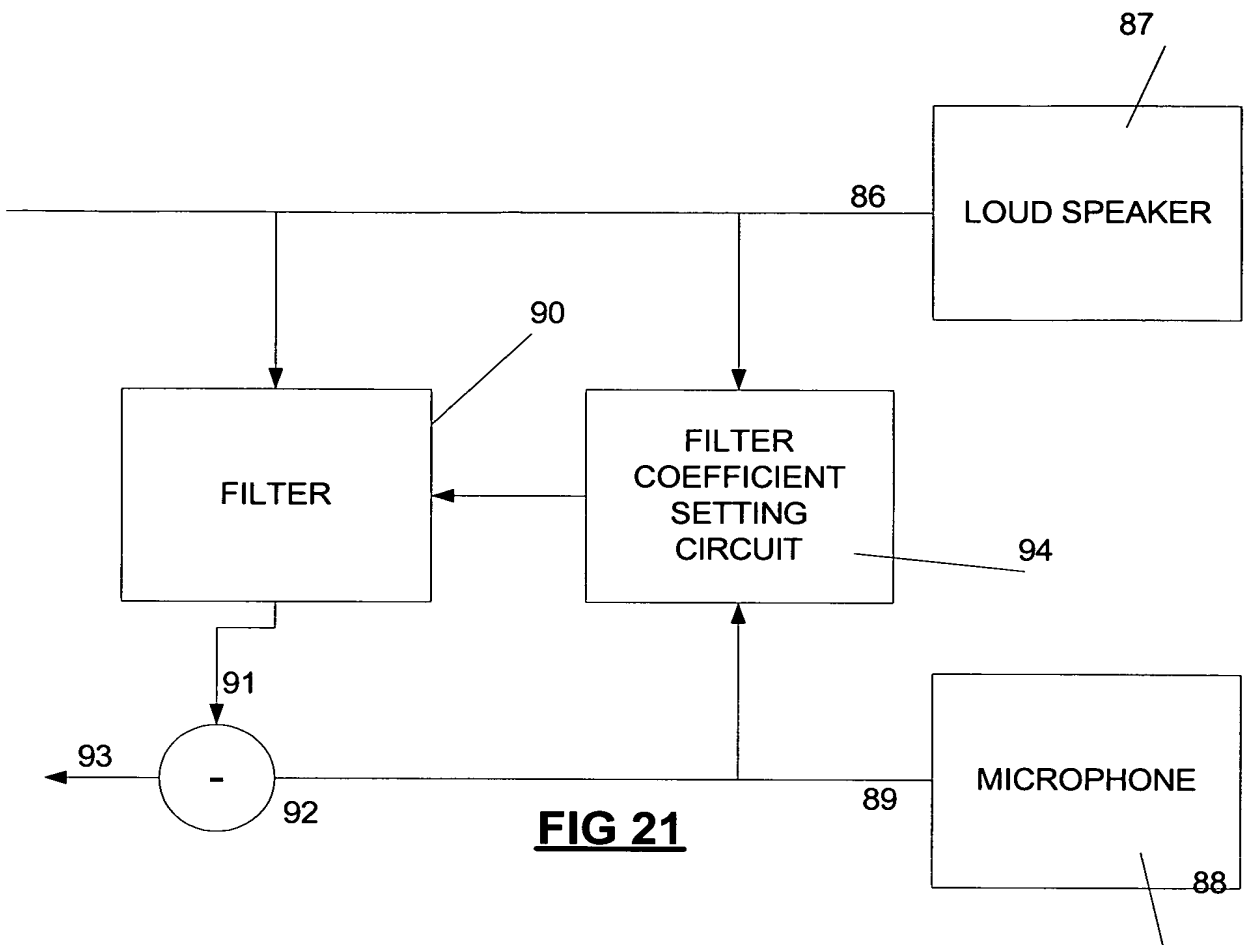 87
86
LOUD SPEAKER
90
FILTER
FILTER
COEFFICIENT
SETTING
CIRCUIT
94
91
93
-
92
89
MICROPHONE
88
FIG 21